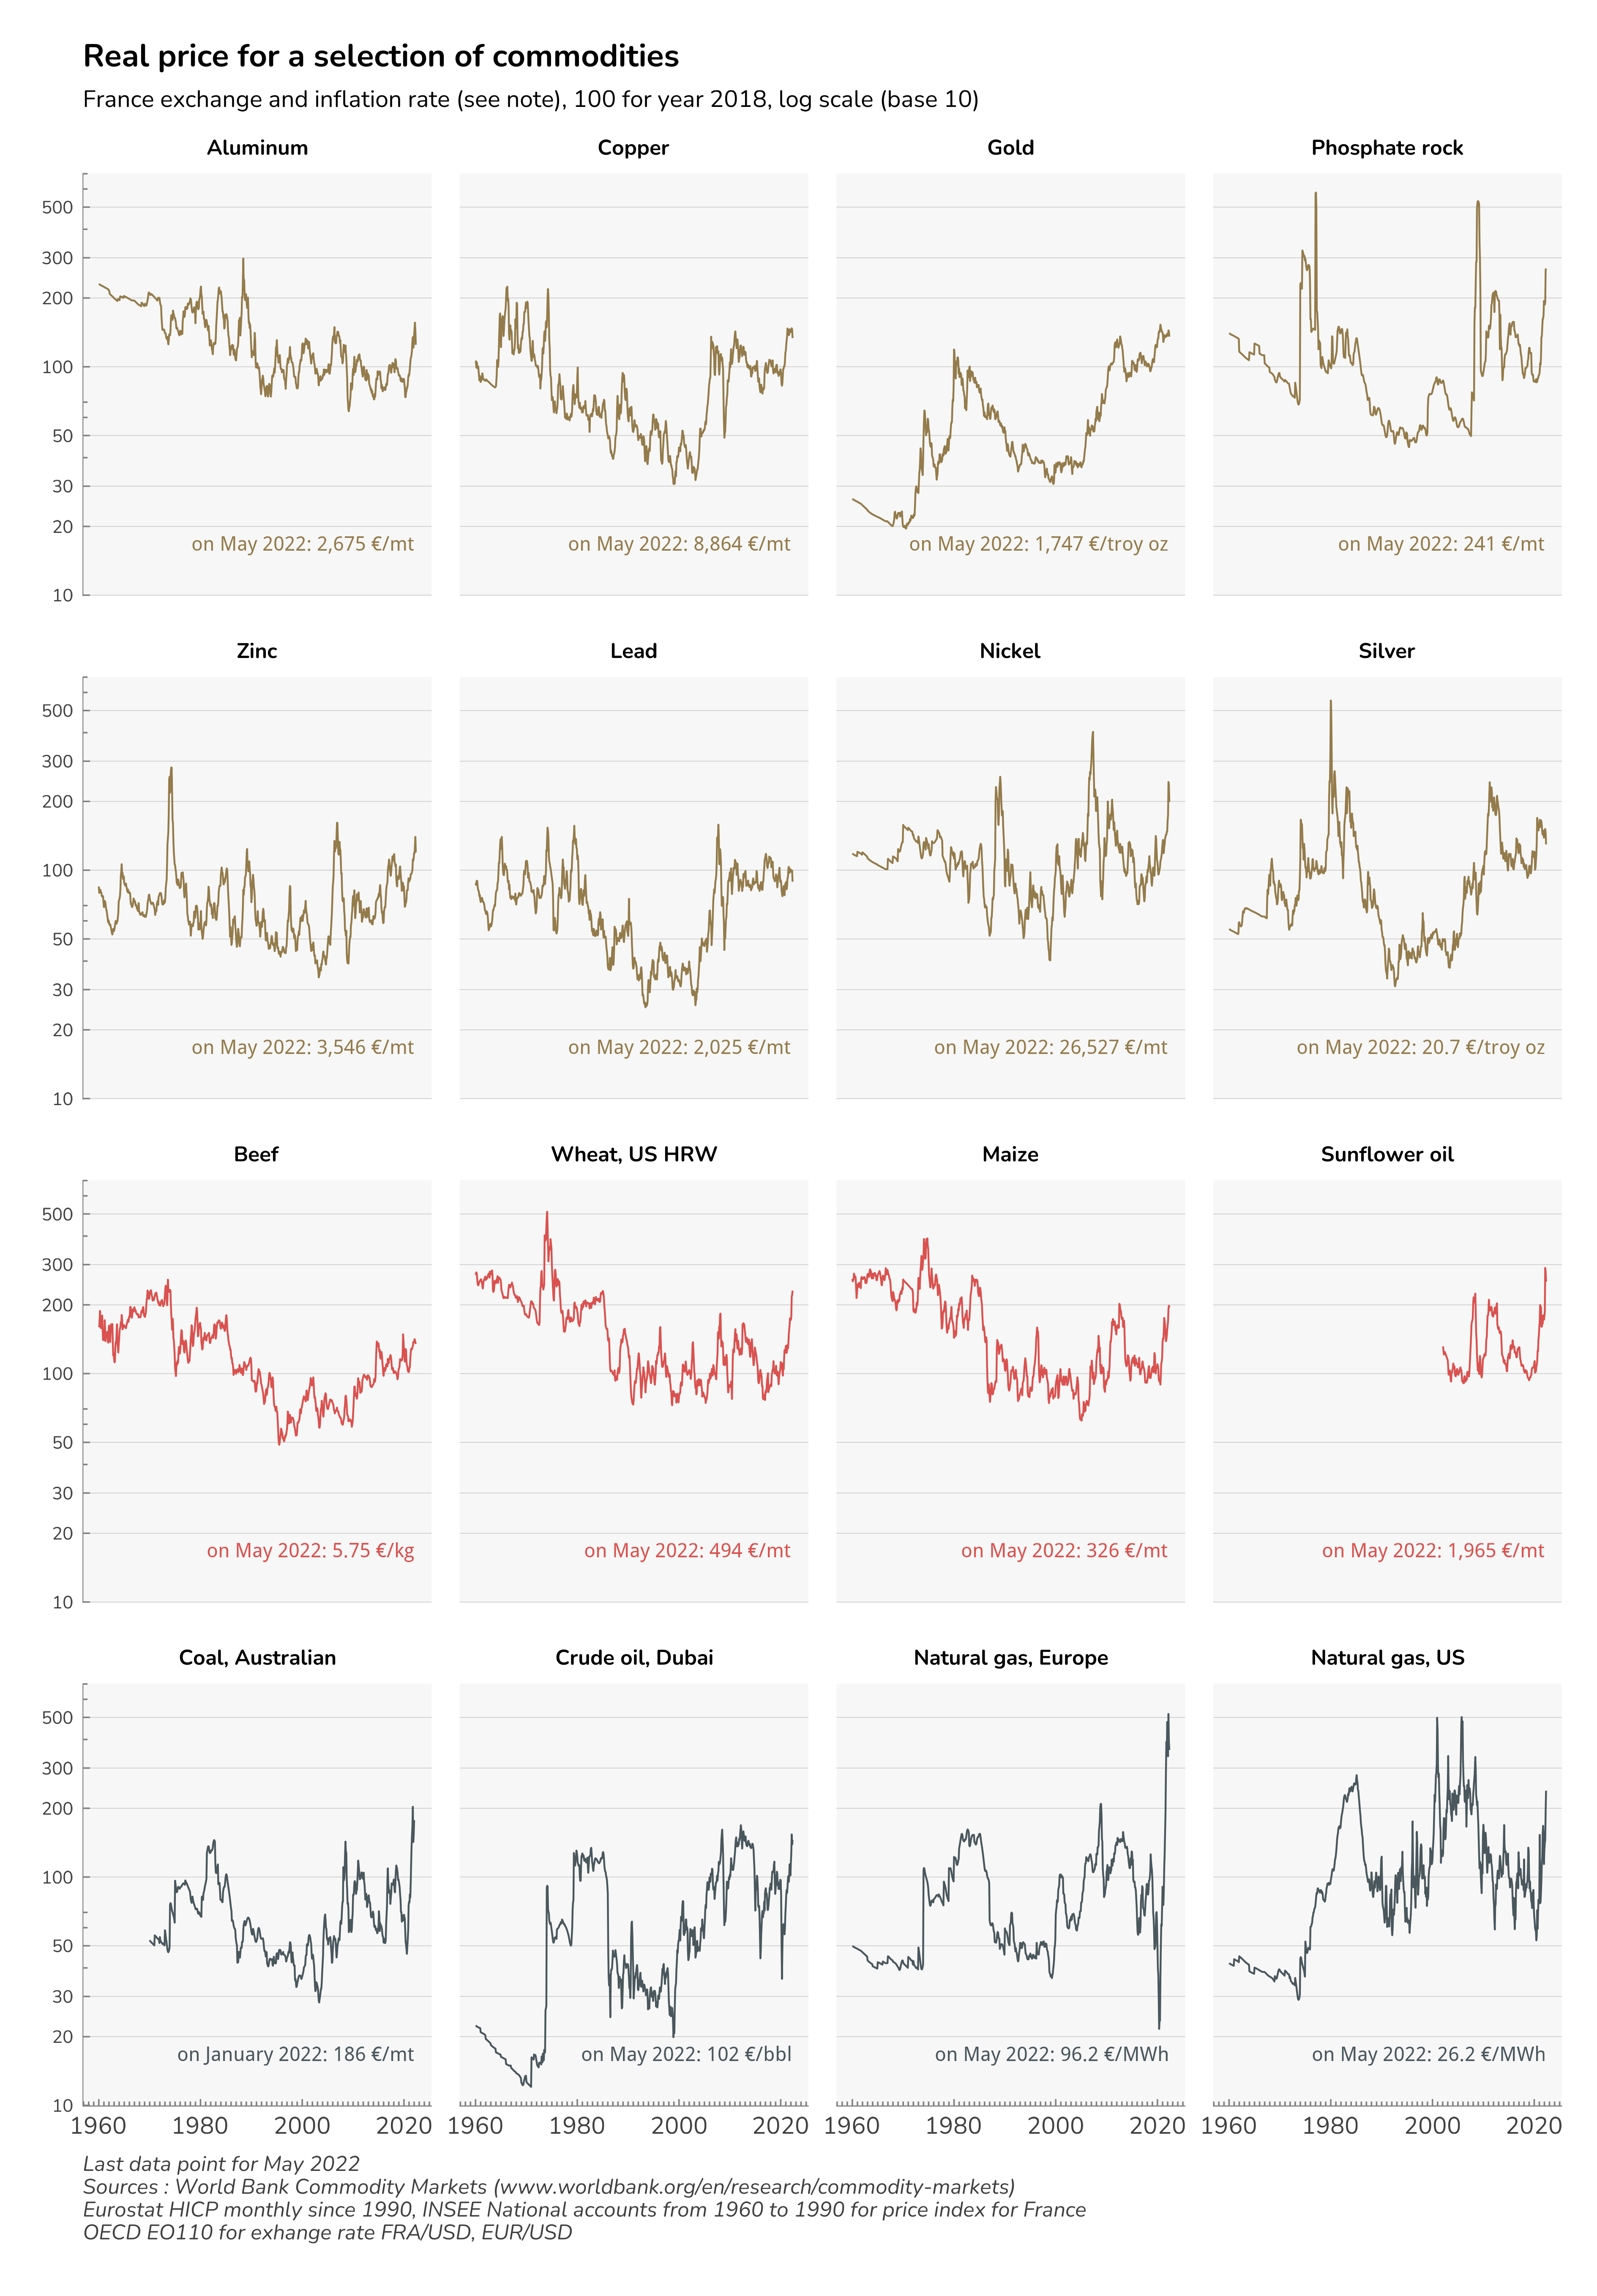 Real price for a selection of commodities
France exchange and inflation rate (see note), 100 for year 2018, log scale (base 10)
Aluminum Copper Gold Phosphate rock
500
300
200
100
50
30
20
on May 2022: 2,675 €/mt on May 2022: 8,864 €/mt on May 2022: 1,747 €/troy oz on May 2022: 241 €/mt
10
Zinc Lead Nickel Silver
500
300
200
100
50
30
20
on May 2022: 3,546 €/mt on May 2022: 2,025 €/mt on May 2022: 26,527 €/mt on May 2022: 20.7 €/troy oz
10
Beef Wheat, US HRW Maize Sunflower oil
500
300
200
100
50
30
20
on May 2022: 5.75 €/kg on May 2022: 494 €/mt on May 2022: 326 €/mt on May 2022: 1,965 €/mt
10
Coal, Australian Crude oil, Dubai Natural gas, Europe Natural gas, US
500
300
200
100
50
30
20
on January 2022: 186 €/mt on May 2022: 102 €/bbl on May 2022: 96.2 €/MWh on May 2022: 26.2 €/MWh
10
1960 1980 2000 2020 1960 1980 2000 2020 1960 1980 2000 2020 1960 1980 2000 2020
Last data point for May 2022
Sources : World Bank Commodity Markets (www.worldbank.org/en/research/commodity-markets)
Eurostat HICP monthly since 1990, INSEE National accounts from 1960 to 1990 for price index for France
OECD EO110 for exhange rate FRA/USD, EUR/USD